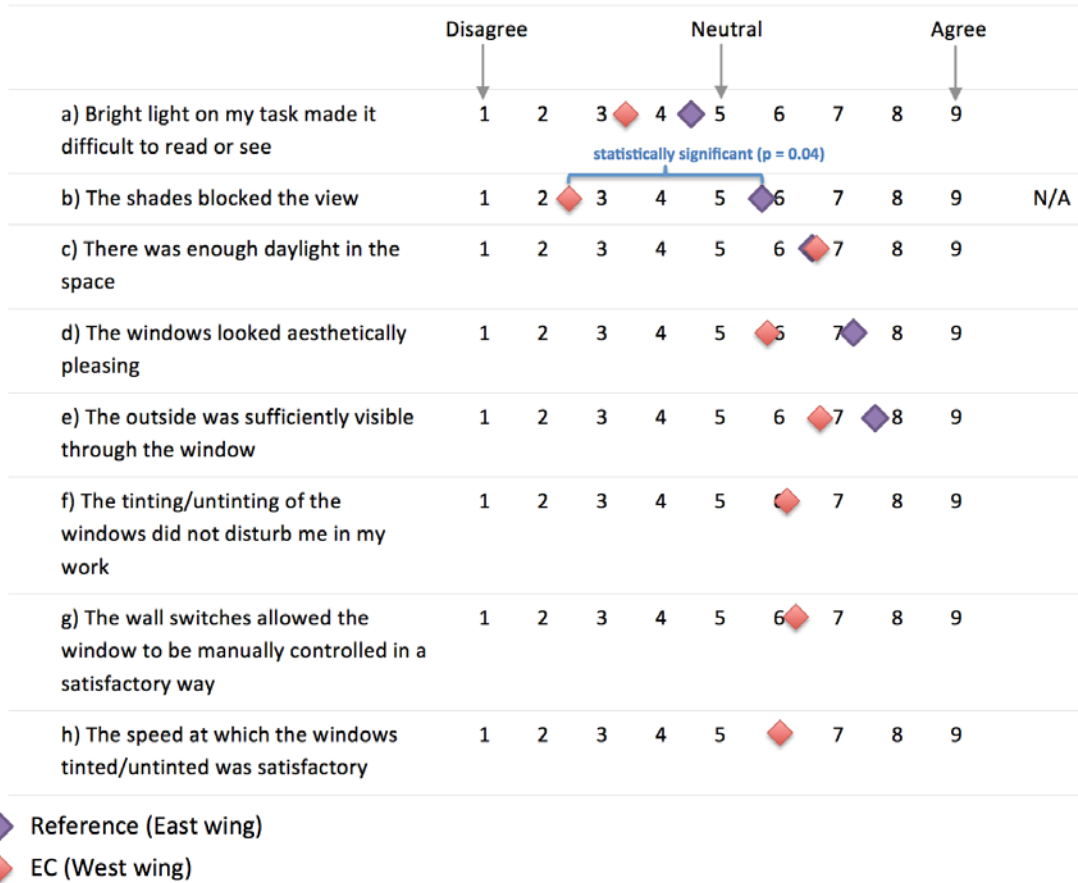 Disagree Neutral Agree
a) Bright light on my task made it 1 2 3 4 5 6 7 8 9
difficult to read or see
statistically significant (p = 0.04)
b) The shades blocked the view 1 2 3 4 5 6 7 8 9 N/A
c) There was enough daylight in the 1 2 3 4 5 6 7 8 9
space
d) The windows looked aesthetically 1 2 3 4 5 6 7 8 9
pleasing
e) The outside was sufficiently visible 1 2 3 4 5 6 7 8 9
through the window
f) The tinting/untinting of the 1 2 3 4 5 6 7 8 9
windows did not disturb me in my
work
g) The wall switches allowed the 1 2 3 4 5 6 7 8 9
window to be manually controlled in a
satisfactory way
h) The speed at which the windows 1 2 3 4 5 7 8 9
tinted/untinted was satisfactory
Reference (East wing)
EC (West wing)